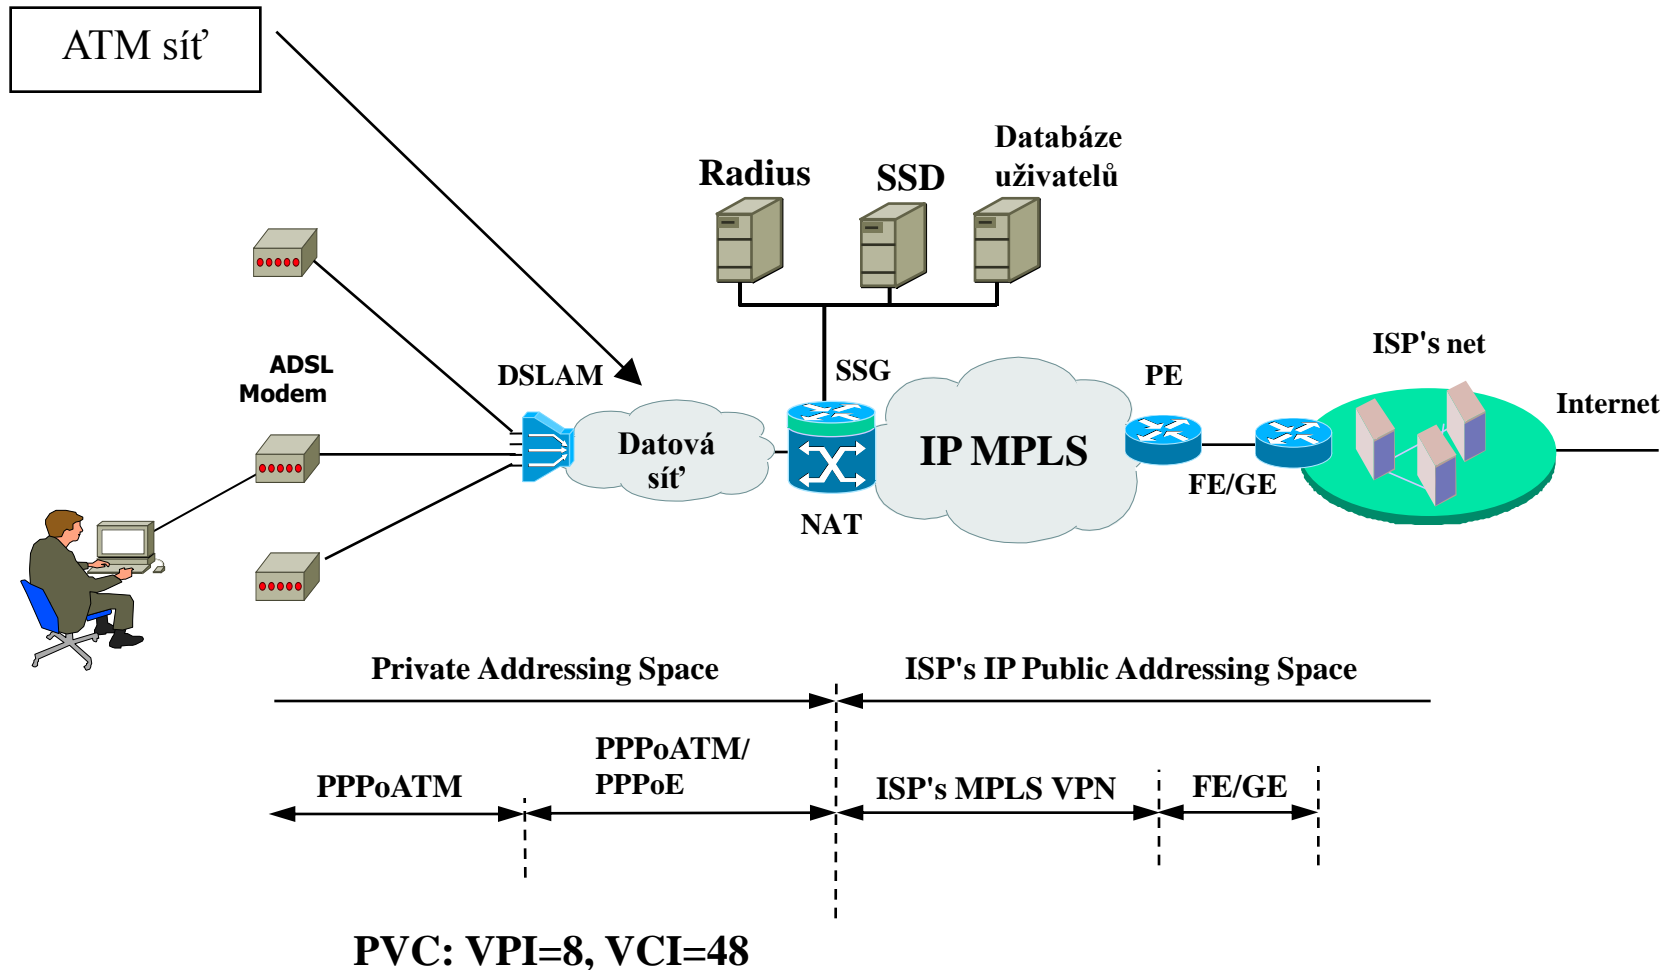 ATM síť
Databáze
uživatelů
Radius
SSD
ISP's net
ADSL
Modem
DSLAM
SSG
PE
Internet
Datová
síť
IP MPLS
FE/GE
NAT
Private Addressing Space
ISP's IP Public Addressing Space
PPPoATM/
PPPoE
PPPoATM
ISP's MPLS VPN
FE/GE
PVC: VPI=8, VCI=48